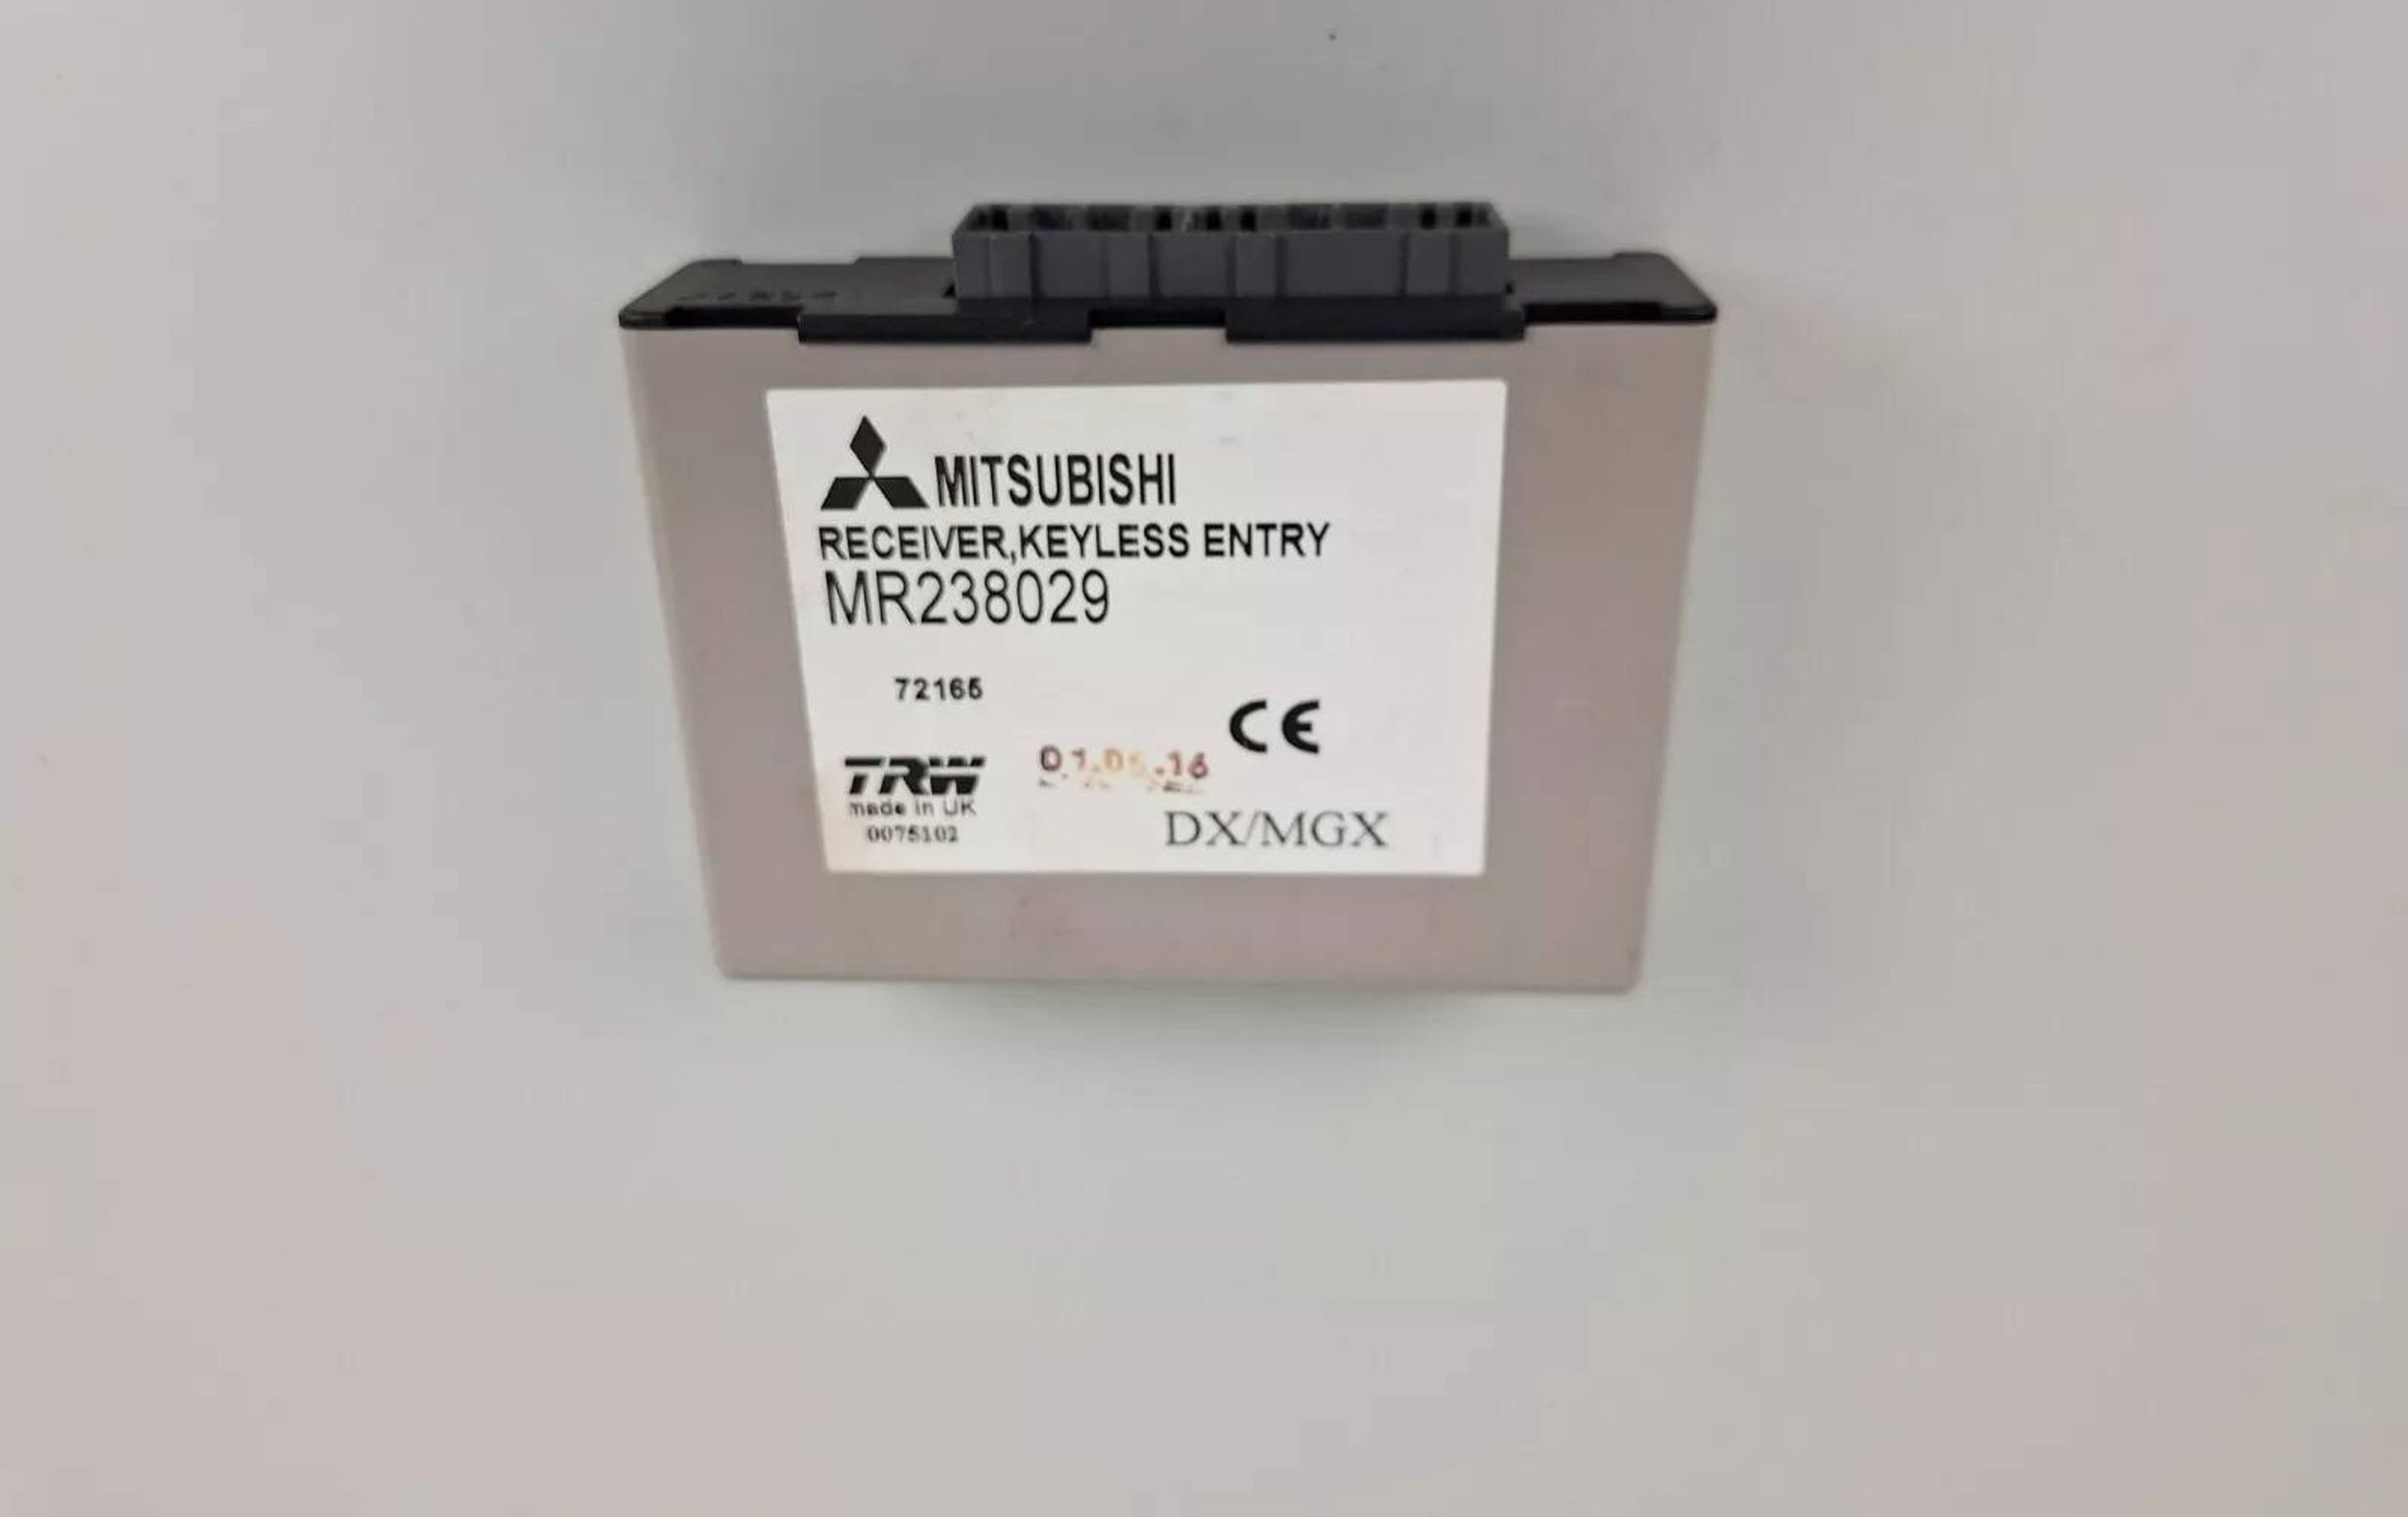 MITSUBISHI
RECEIVER,KEYLESS ENTRY
MR238029
72165
CE
TRW
made in UK
0075102
DX/MGX